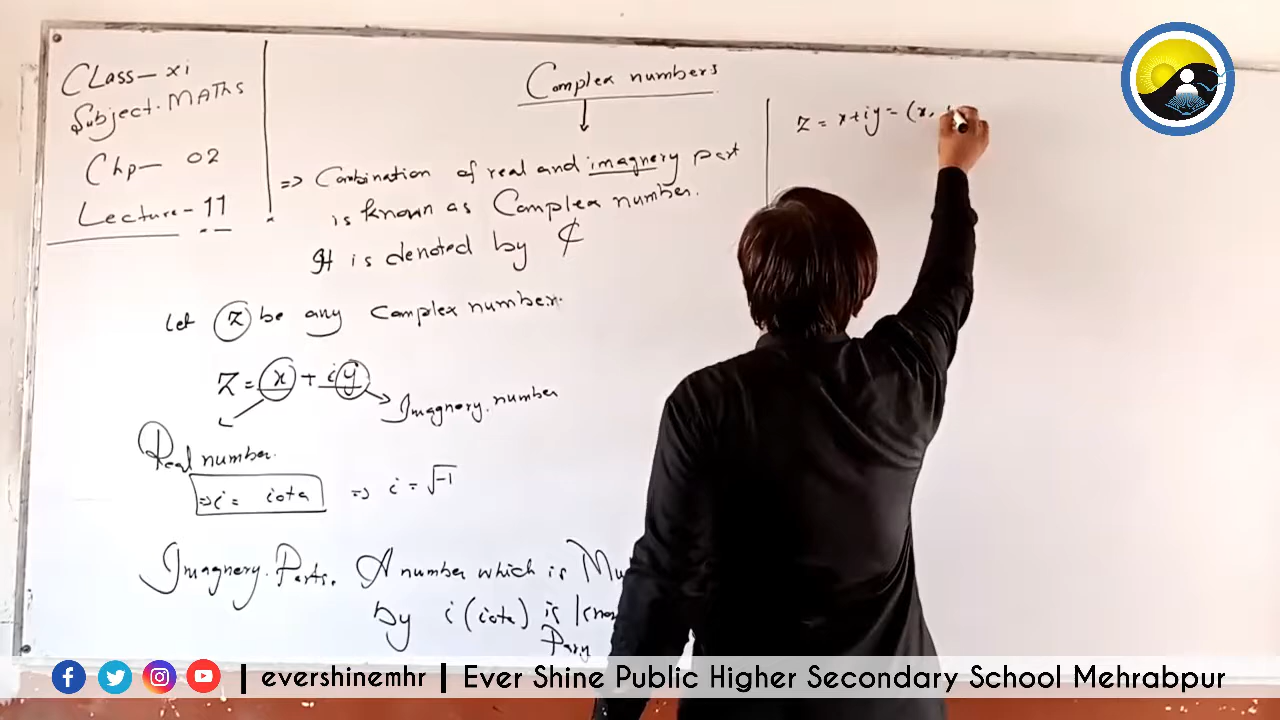 CLass-xi
Subject. MATHs
Chp- 02
Lecture-11
Complex numbers
=> Combination of real and imagnery part
is known as Complex number.
It is denoted by ₵
Let z be any complex number.
Z = x + iy
Imagnery. number
Real number.
=> i = iota => i = √-1
Imagnery. Parts. A number which is Mu
by i (iota) is know
Pary
z = x+iy = (x,
| evershinemhr | Ever Shine Public Higher Secondary School Mehrabpur